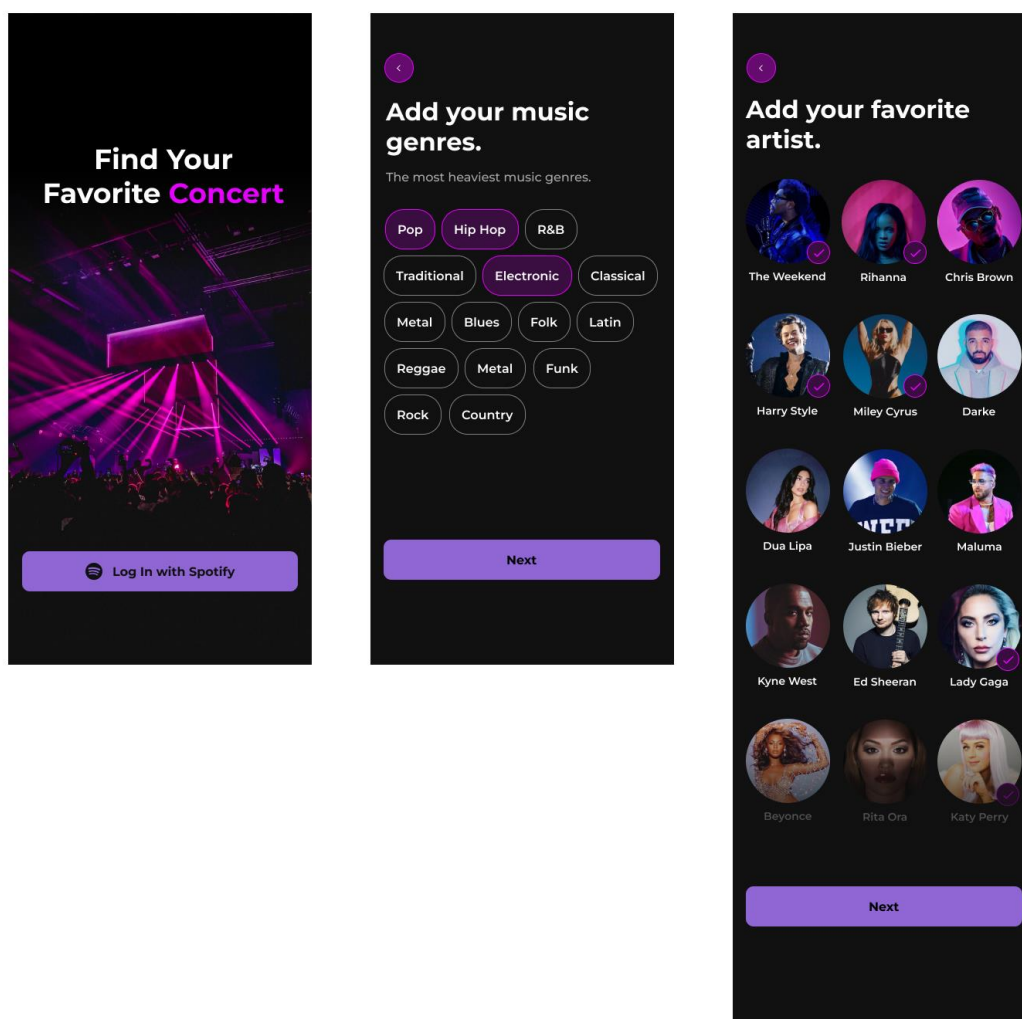 Find Your
Favorite Concert
Log In with Spotify
Add your music
genres.
The most heaviest music genres.
Pop Hip Hop R&B
Traditional Electronic Classical
Metal Blues Folk Latin
Reggae Metal Funk
Rock Country
Next
Add your favorite
artist.
The Weekend Rihanna Chris Brown
Harry Style Miley Cyrus Darke
Dua Lipa Justin Bieber Maluma
Kyne West Ed Sheeran Lady Gaga
Beyonce Rita Ora Katy Perry
Next